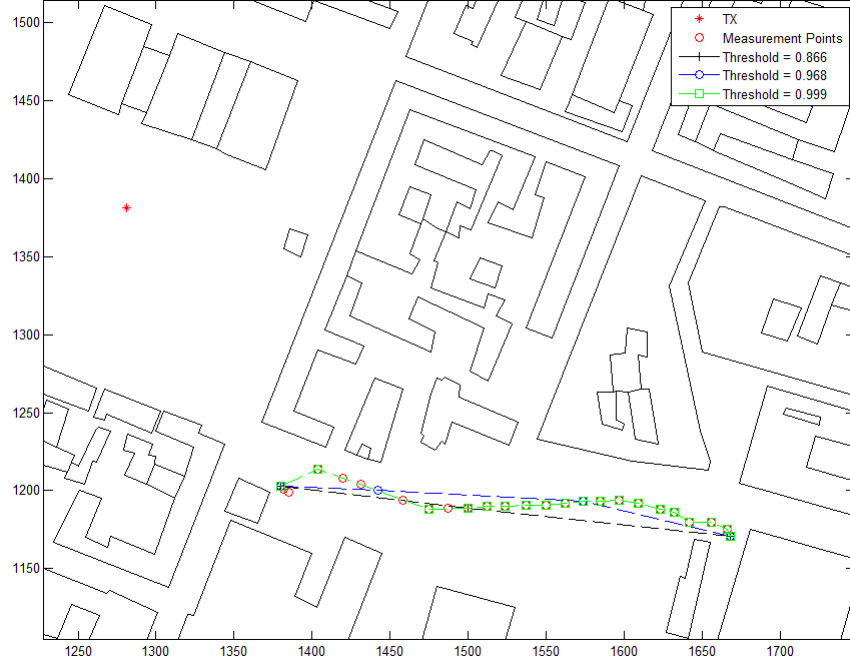 TX
Measurement Points
Threshold = 0.866
Threshold = 0.968
Threshold = 0.999
1500
1450
1400
1350
1300
1250
1200
1150
1250 1300 1350 1400 1450 1500 1550 1600 1650 1700